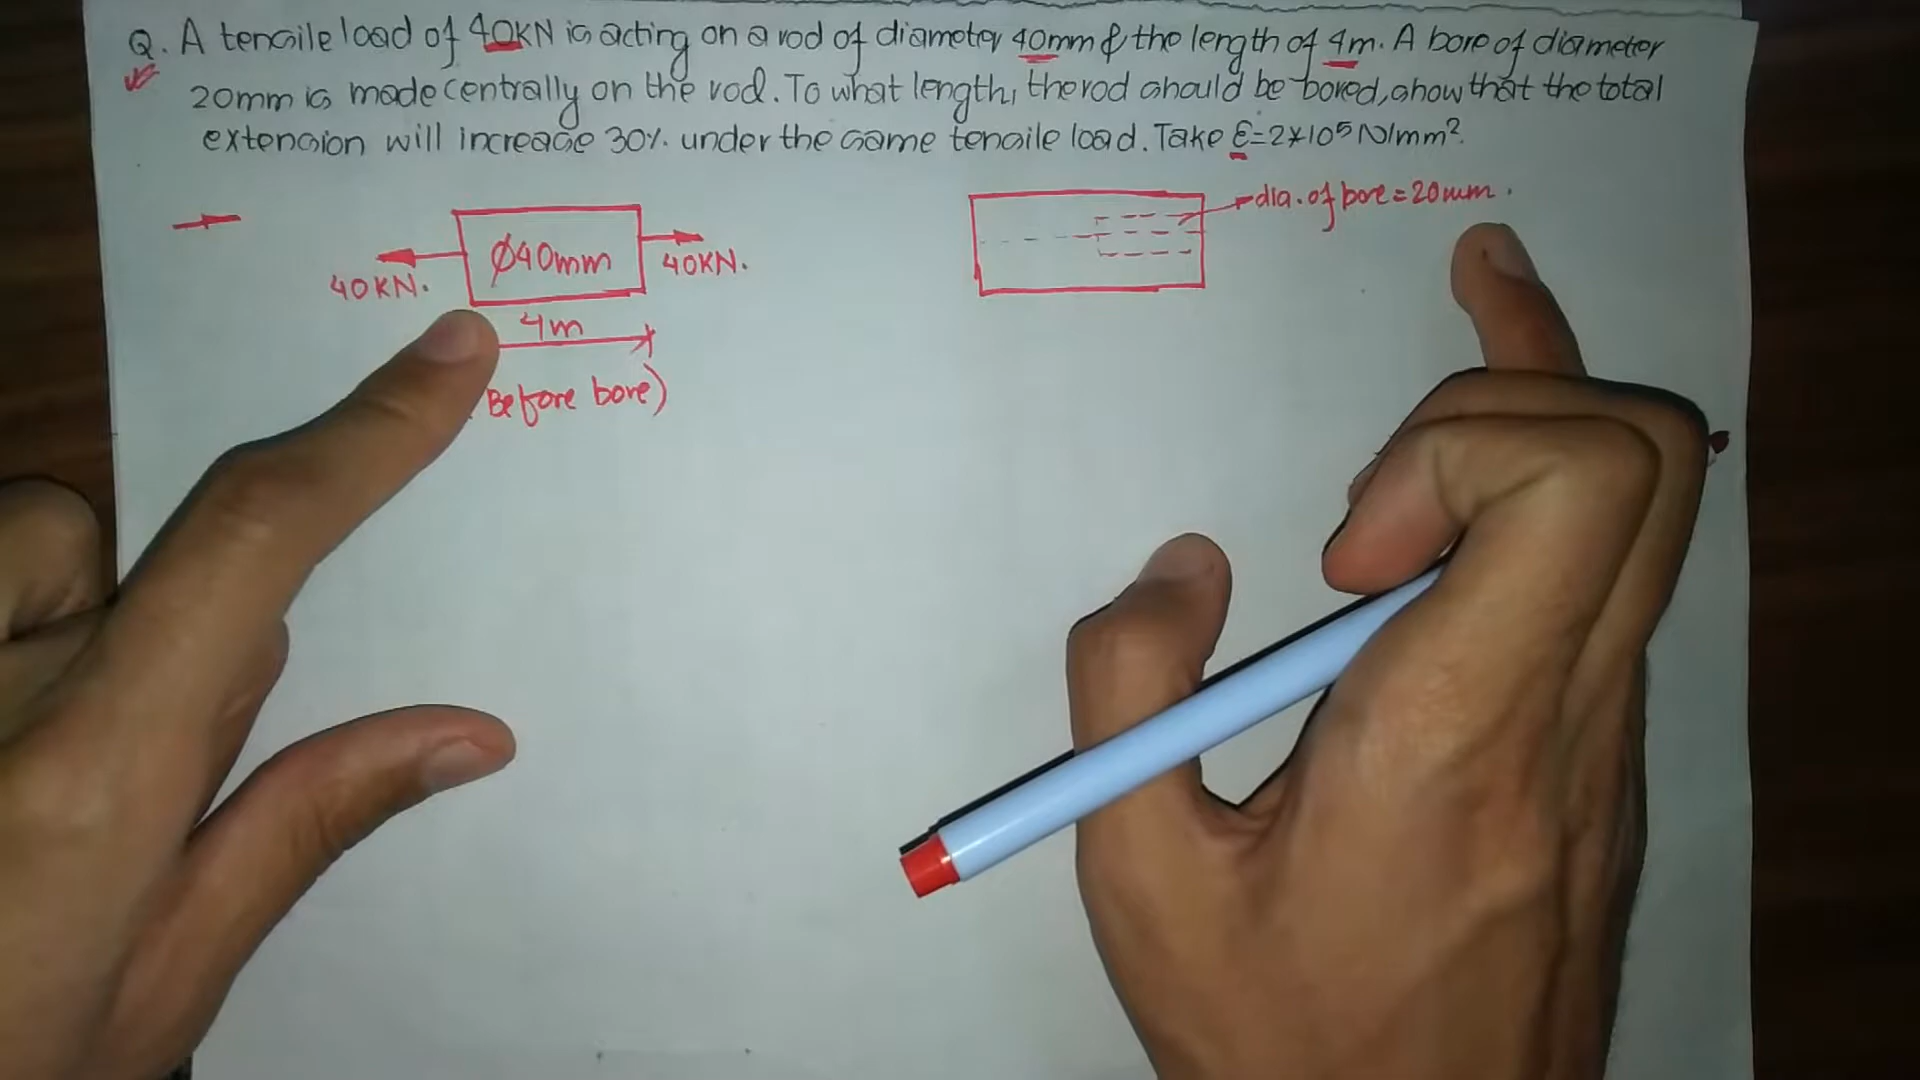 Q. A tensile load of 40KN is acting on a rod of diameter 40mm & the length of 4m. A bore of diameter
20mm is made centrally on the rod. To what length, the rod should be bored, show that the total
extension will increase 30%. under the same tensile load. Take E=2*10⁵N/mm².
dia. of bore = 20mm.
ϕ40mm
40KN.
40KN.
4m
Before bore)